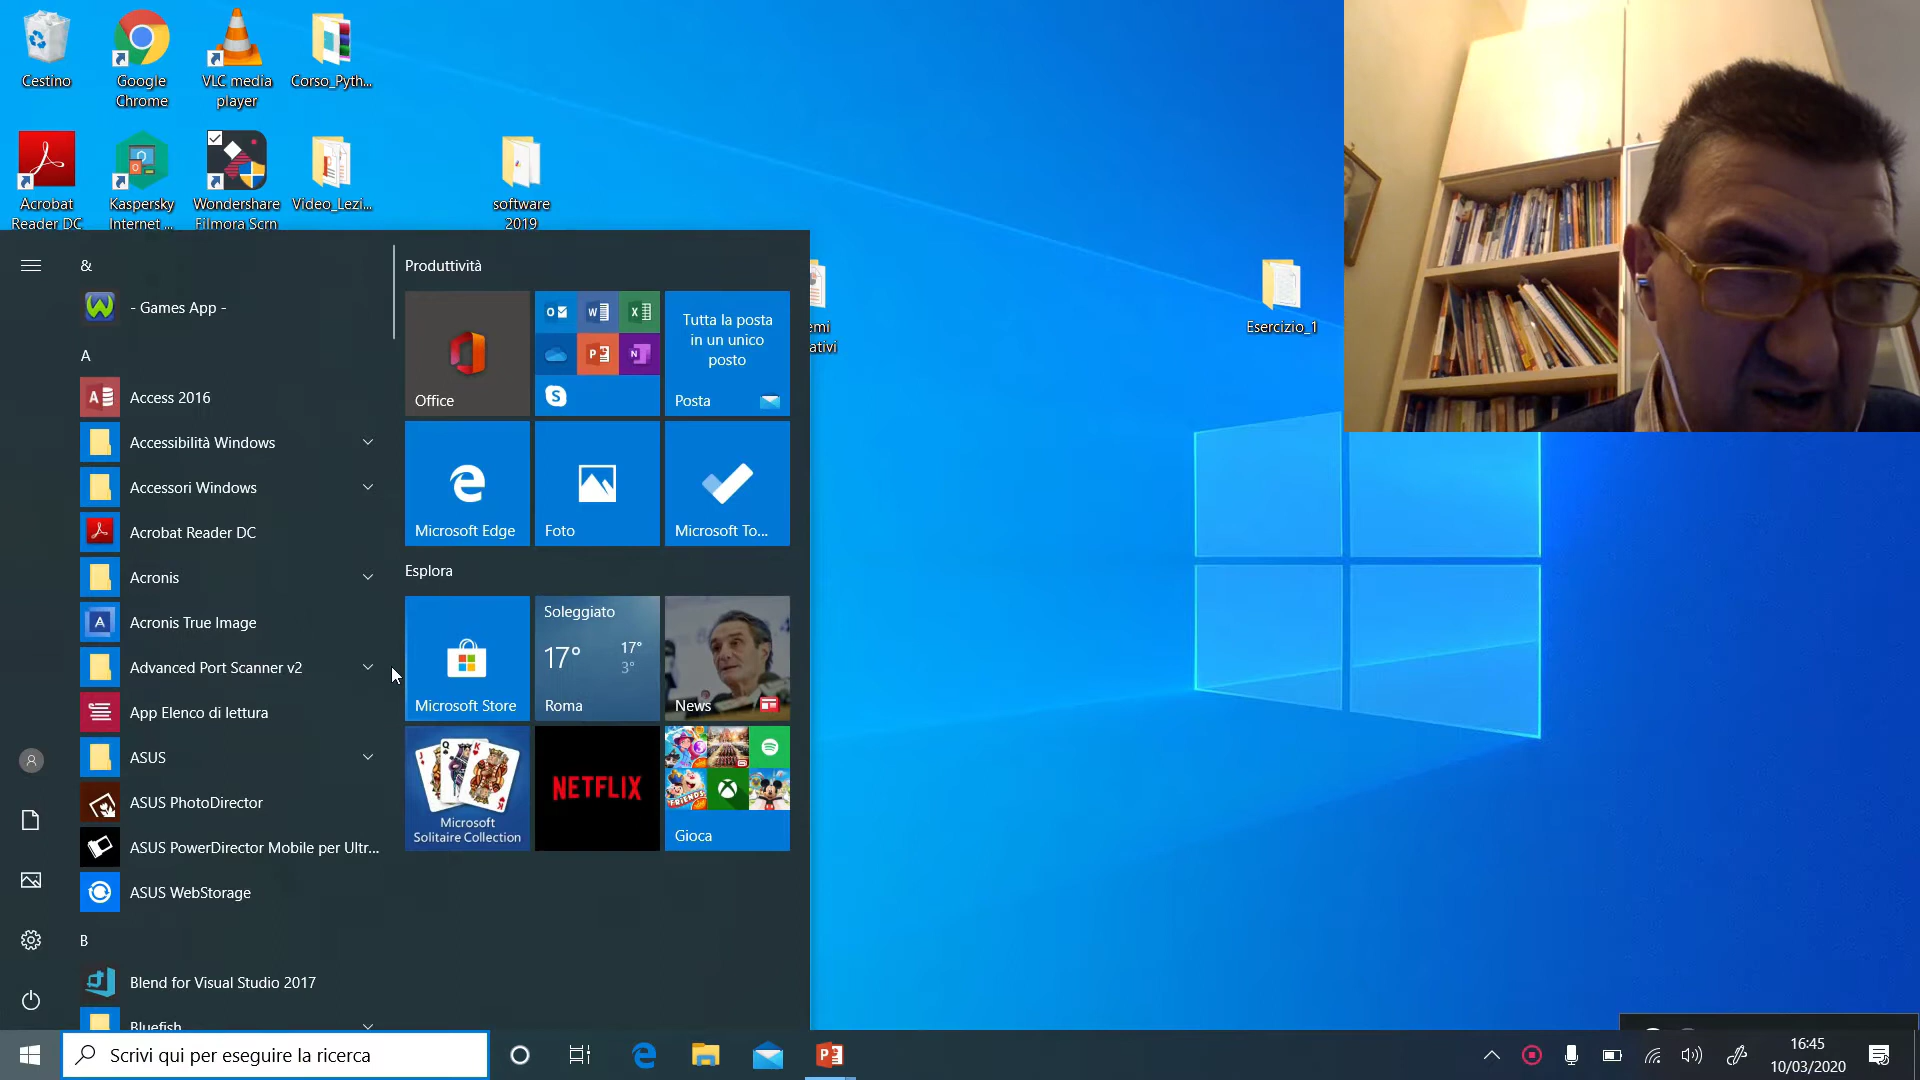 Cestino
Google
Chrome
VLC media
player
Corso_Pyth...
Acrobat
Reader DC
Kaspersky
Internet ...
Wondershare
Filmora Scrn
Video_Lezi...
software
2019
emi
ativi
Esercizio_1
&
- Games App -
A
Access 2016
Accessibilità Windows
Accessori Windows
Acrobat Reader DC
Acronis
Acronis True Image
Advanced Port Scanner v2
App Elenco di lettura
ASUS
ASUS PhotoDirector
ASUS PowerDirector Mobile per Ultr...
ASUS WebStorage
B
Blend for Visual Studio 2017
Bluefish
Produttività
Office
Tutta la posta
in un unico
posto
Posta
Microsoft Edge
Foto
Microsoft To...
Esplora
Microsoft Store
Soleggiato
17°
17°
3°
Roma
News
Microsoft
Solitaire Collection
NETFLIX
FRIENDS
Gioca
Scrivi qui per eseguire la ricerca
16:45
10/03/2020